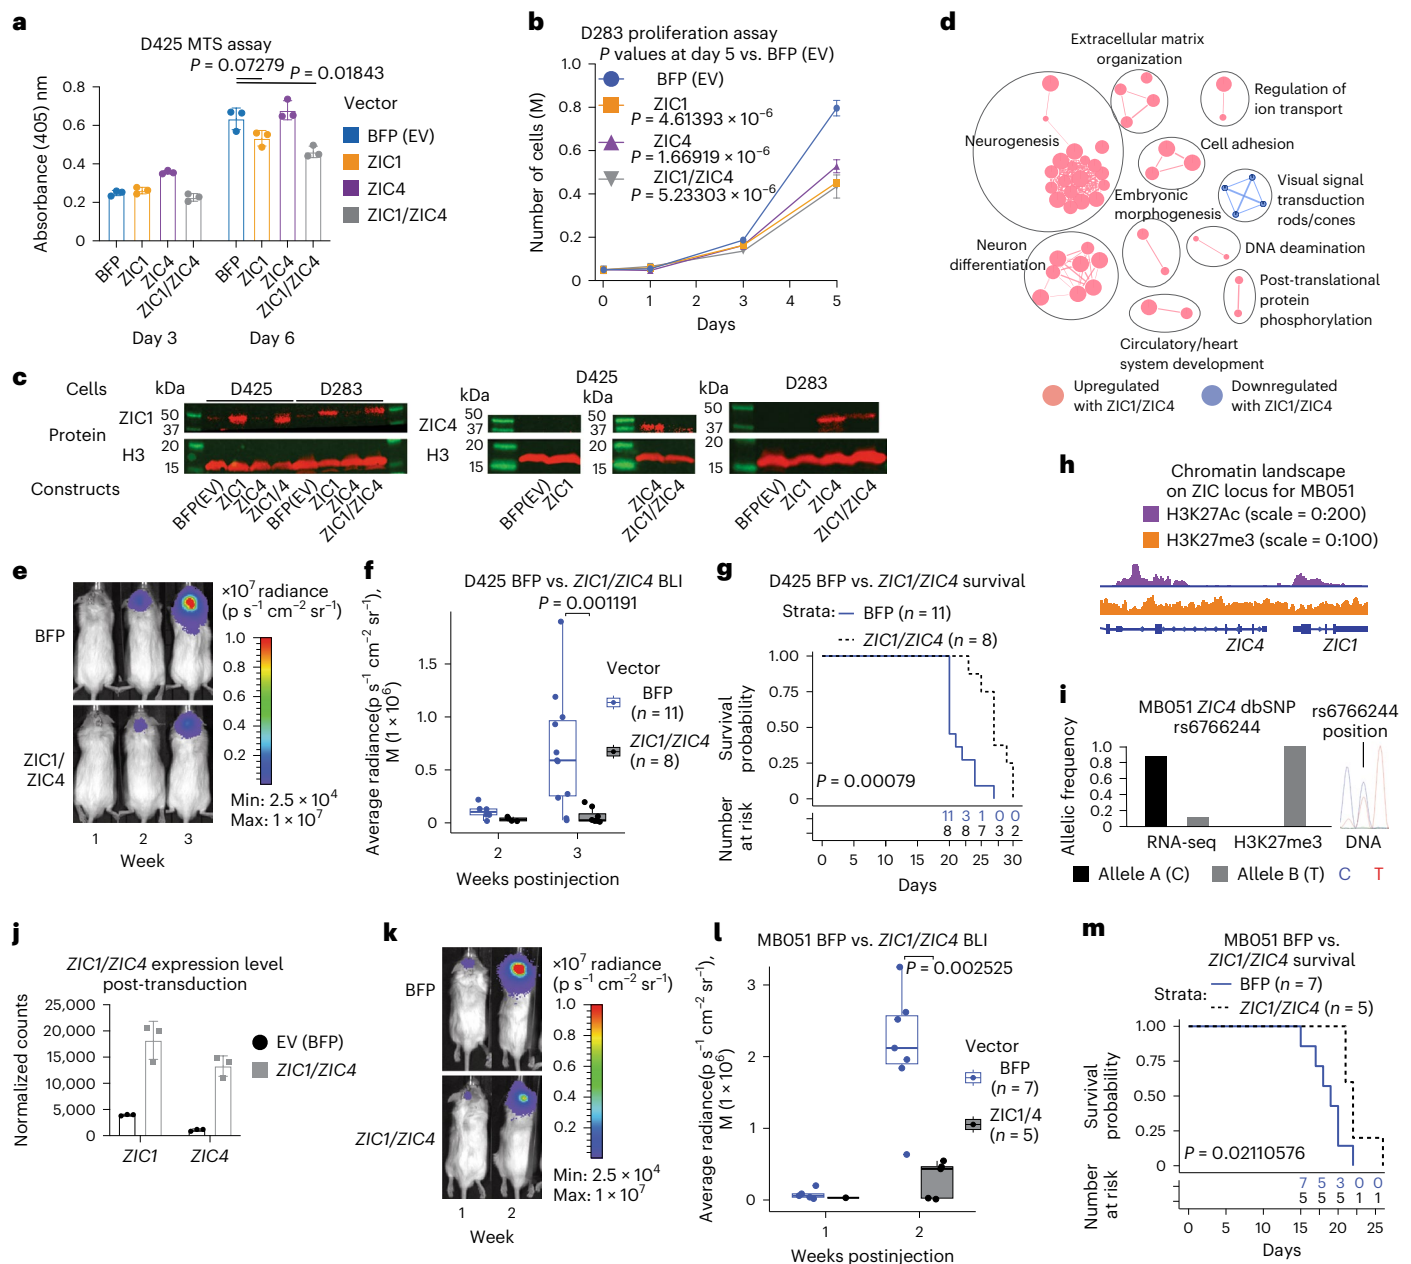 a
D425 MTS assay
P = 0.07279
P = 0.01843
Absorbance (405) nm
0.8
0.6
0.4
0.2
0
BFP
ZIC1
ZIC4
ZIC1/ZIC4
BFP
ZIC1
ZIC4
ZIC1/ZIC4
Day 3
Day 6
Vector
BFP (EV)
ZIC1
ZIC4
ZIC1/ZIC4
b
D283 proliferation assay
P values at day 5 vs. BFP (EV)
Number of cells (M)
1.0
0.8
0.6
0.4
0.2
0
BFP (EV)
ZIC1
P = 4.61393 × 10⁻⁶
ZIC4
P = 1.66919 × 10⁻⁶
ZIC1/ZIC4
P = 5.23303 × 10⁻⁶
0 1 2 3 4 5
Days
d
Extracellular matrix
organization
Regulation of
ion transport
Neurogenesis
Cell adhesion
Visual signal
transduction
rods/cones
Embryonic
morphogenesis
Neuron
differentiation
DNA deamination
Post-translational
protein
phosphorylation
Circulatory/heart
system development
Upregulated
with ZIC1/ZIC4
Downregulated
with ZIC1/ZIC4
c
Cells
kDa
D425
D283
Protein
ZIC1
50
37
H3
20
15
Constructs
BFP(EV)
ZIC1
ZIC4
ZIC1/4
BFP(EV)
ZIC1
ZIC4
ZIC1/ZIC4
kDa
D425
kDa
kDa
D283
ZIC4
50
37
50
37
50
37
H3
20
15
20
15
20
15
BFP(EV)
ZIC1
ZIC4
ZIC1/ZIC4
BFP(EV)
ZIC1
ZIC4
ZIC1/ZIC4
h
Chromatin landscape
on ZIC locus for MB051
H3K27Ac (scale = 0:200)
H3K27me3 (scale = 0:100)
ZIC4
ZIC1
e
BFP
ZIC1/
ZIC4
1 2 3
Week
×10⁷ radiance
(p s⁻¹ cm⁻² sr⁻¹)
1.0
0.8
0.6
0.4
0.2
Min: 2.5 × 10⁴
Max: 1 × 10⁷
f
D425 BFP vs. ZIC1/ZIC4 BLI
P = 0.001191
Average radiance(p s⁻¹ cm⁻² sr⁻¹),
M (1 × 10⁶)
1.5
1.0
0.5
0
2 3
Weeks postinjection
Vector
BFP
(n = 11)
ZIC1/ZIC4
(n = 8)
g
D425 BFP vs. ZIC1/ZIC4 survival
Strata:
BFP (n = 11)
ZIC1/ZIC4 (n = 8)
Survival
probability
1.00
0.75
0.50
0.25
0
P = 0.00079
Number
at risk
11 3 1 0 0
8 8 7 3 2
0 5 10 15 20 25 30
Days
i
MB051 ZIC4 dbSNP
rs6766244
rs6766244
position
Allelic frequency
1.0
0.8
0.6
0.4
0.2
0
RNA-seq
H3K27me3
DNA
Allele A (C)
Allele B (T)
C
T
j
ZIC1/ZIC4 expression level
post-transduction
Normalized counts
25,000
20,000
15,000
10,000
5,000
0
ZIC1
ZIC4
EV (BFP)
ZIC1/ZIC4
k
BFP
ZIC1/ZIC4
1 2
Week
×10⁷ radiance
(p s⁻¹ cm⁻² sr⁻¹)
1.0
0.8
0.6
0.4
0.2
Min: 2.5 × 10⁴
Max: 1 × 10⁷
l
MB051 BFP vs. ZIC1/ZIC4 BLI
P = 0.002525
Average radiance(p s⁻¹ cm⁻² sr⁻¹),
M (1 × 10⁶)
3
2
1
0
1 2
Weeks postinjection
Vector
BFP
(n = 7)
ZIC1/4
(n = 5)
m
MB051 BFP vs.
ZIC1/ZIC4 survival
Strata:
BFP (n = 7)
ZIC1/ZIC4 (n = 5)
Survival
probability
1.00
0.75
0.50
0.25
0
P = 0.02110576
Number
at risk
7 5 3 0 0
5 5 5 1 1
0 5 10 15 20 25
Days